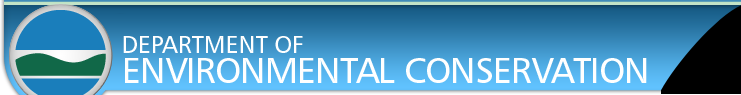 DEPARTMENT OF
ENVIRONMENTAL CONSERVATION